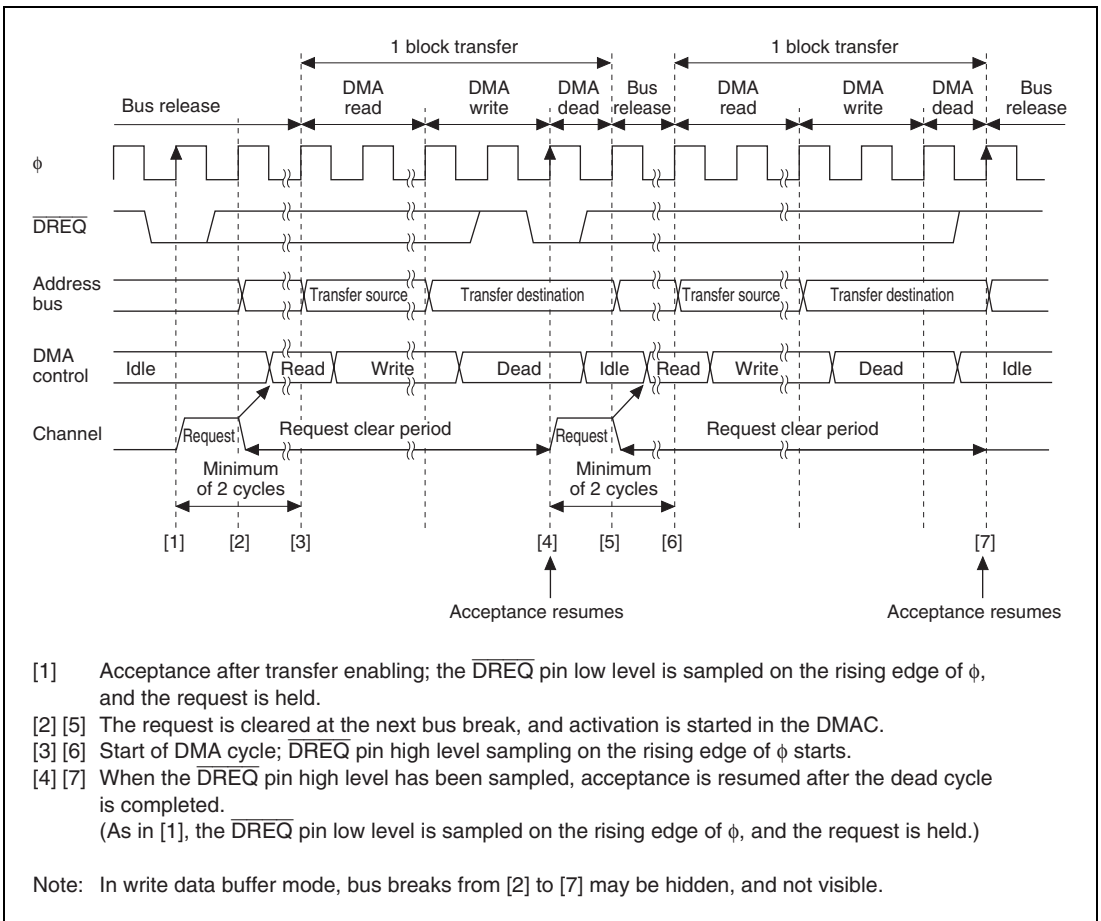 1 block transfer 1 block transfer
DMA DMA DMA Bus DMA DMA DMA Bus
Bus release read write dead release read write dead release
φ
DREQ
Address
bus
Transfer source Transfer destination Transfer source Transfer destination
DMA
control
Idle Read Write Dead Idle Read Write Dead Idle
Channel Request Request clear period Request Request clear period
Minimum Minimum
of 2 cycles of 2 cycles
[1] [2] [3] [4] [5] [6] [7]
Acceptance resumes Acceptance resumes
[1] Acceptance after transfer enabling; the DREQ pin low level is sampled on the rising edge of φ,
and the request is held.
[2] [5] The request is cleared at the next bus break, and activation is started in the DMAC.
[3] [6] Start of DMA cycle; DREQ pin high level sampling on the rising edge of φ starts.
[4] [7] When the DREQ pin high level has been sampled, acceptance is resumed after the dead cycle
is completed.
(As in [1], the DREQ pin low level is sampled on the rising edge of φ, and the request is held.)
Note: In write data buffer mode, bus breaks from [2] to [7] may be hidden, and not visible.